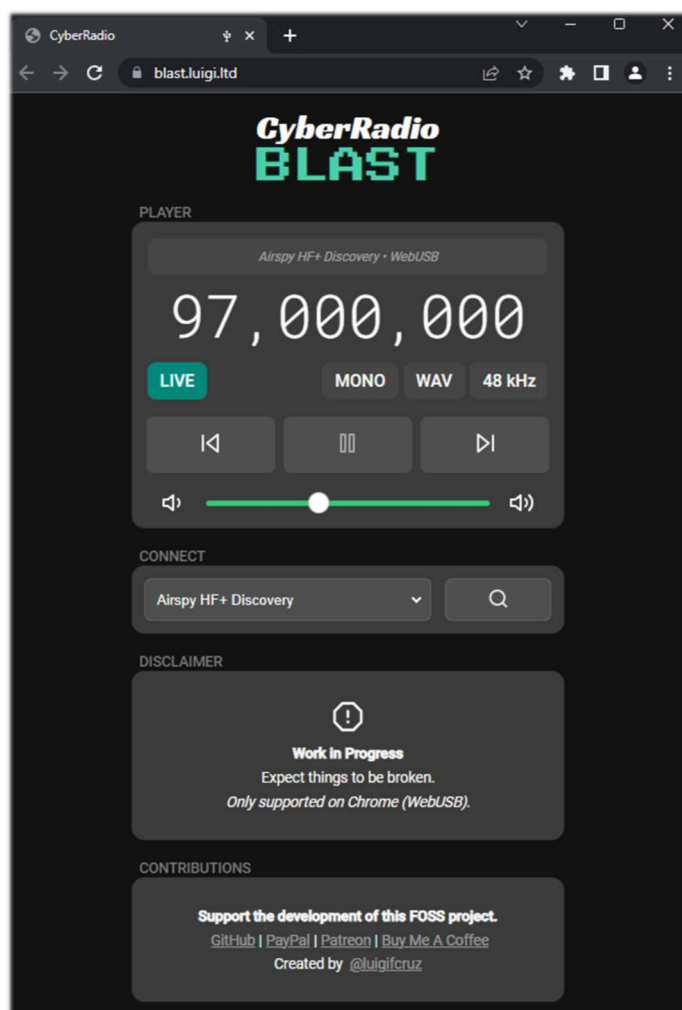 CyberRadio
blast.luigi.ltd
CyberRadio
BLAST
PLAYER
Airspy HF+ Discovery • WebUSB
97,000,000
LIVE MONO WAV 48 kHz
CONNECT
Airspy HF+ Discovery
DISCLAIMER
Work in Progress
Expect things to be broken.
Only supported on Chrome (WebUSB).
CONTRIBUTIONS
Support the development of this FOSS project.
GitHub | PayPal | Patreon | Buy Me A Coffee
Created by @luigifcruz